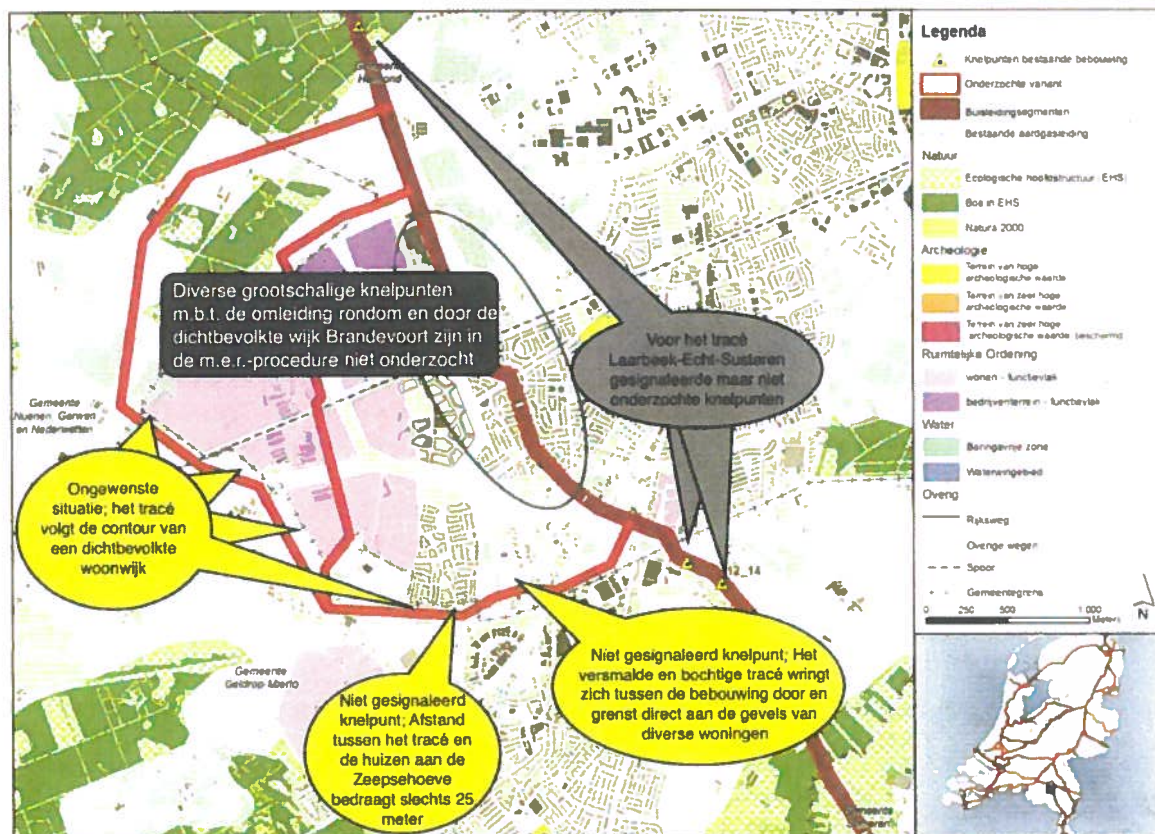 Gemeente
Diverse grootschalige knelpunten
m.b.t. de omleiding rondom en door de
dichtbevolkte wijk Brandevoort zijn in
de m.e.r.-procedure niet onderzocht
Voor het tracé
Laarbeek-Echt-Susteren
gesignaleerde maar niet
onderzochte knelpunten
Gemeente
Nuenen Gerwen
en Nederwetten
Ongewenste
situatie; het tracé
volgt de contour van
een dichtbevolkte
woonwijk
12_14
Gemeente
Geldrop-Mierlo
Niet gesignaleerd
knelpunt; Afstand
tussen het tracé en
de huizen aan de
Zeepsehoeve
bedraagt slechts 25
meter
Niet gesignaleerd knelpunt; Het
versmalde en bochtige tracé wringt
zich tussen de bebouwing door en
grenst direct aan de gevels van
diverse woningen
Gemeente
Legenda
Knelpunten bestaande bebouwing
Onderzochte variant
Buisleidingsegmenten
Bestaande aardgasleiding
Natuur
Ecologische hoofdstructuur (EHS)
Bos in EHS
Natura 2000
Archeologie
Terrein van hoge
archeologische waarde
Terrein van zeer hoge
archeologische waarde
Terrein van zeer hoge
archeologische waarde, beschermd
Ruimtelijke Ordening
wonen - functievlak
bedrijventerrein - functievlak
Water
Boringsvrije zone
Waterwingebied
Overig
Rijksweg
Overige wegen
Spoor
Gemeentegrens
0 250 500 1.000
Meters
N